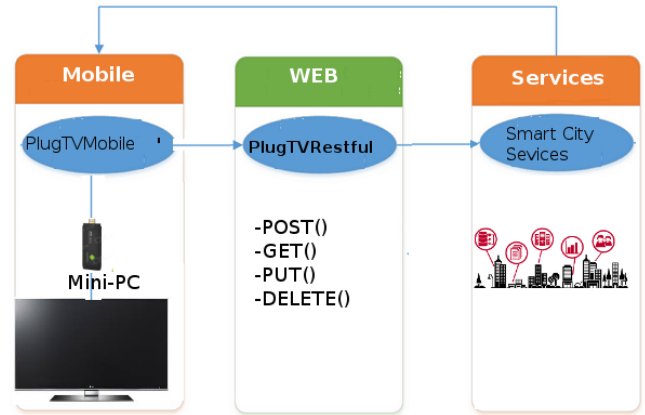 Mobile
WEB
Services
PlugTVMobile
PlugTVRestful
Smart City
Sevices
-POST()
-GET()
-PUT()
-DELETE()
Mini-PC